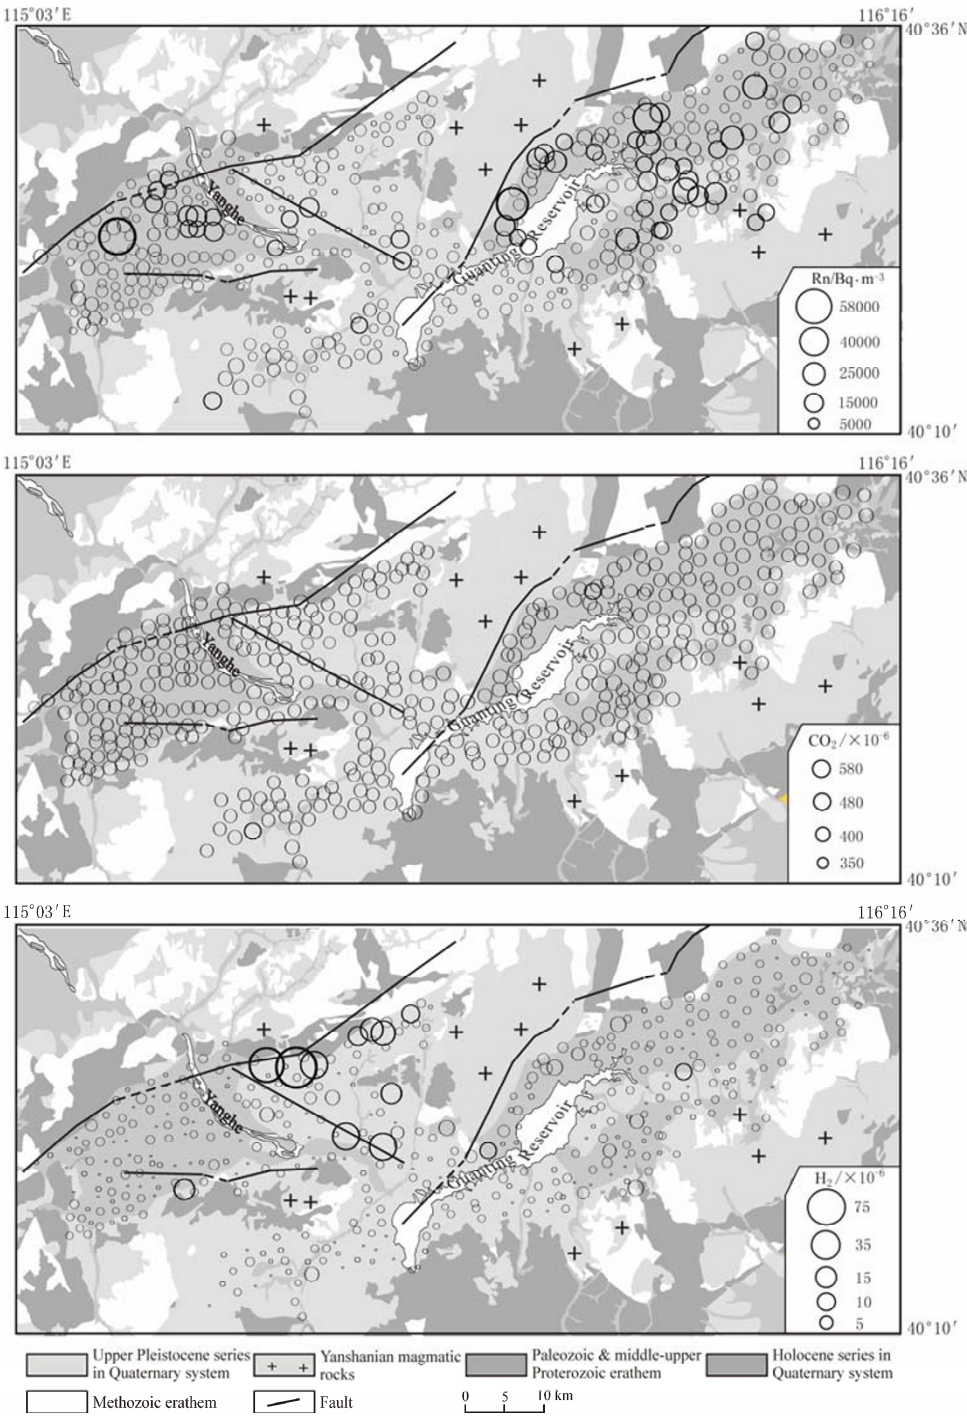 115°03′E
116°16′
40°36′N
Yanghe
Guanting Reservoir
Rn/Bq·m⁻³
58000
40000
25000
15000
5000
40°10′
115°03′E
116°16′
40°36′N
Yanghe
Guanting Reservoir
CO₂/×10⁻⁶
580
480
400
350
40°10′
115°03′E
116°16′
40°36′N
Yanghe
Guanting Reservoir
H₂/×10⁻⁶
75
35
15
10
5
40°10′
Upper Pleistocene series
in Quaternary system
Yanshanian magmatic
rocks
Paleozoic & middle-upper
Proterozoic erathem
Holocene series in
Quaternary system
Methozoic erathem
Fault
0 5 10 km